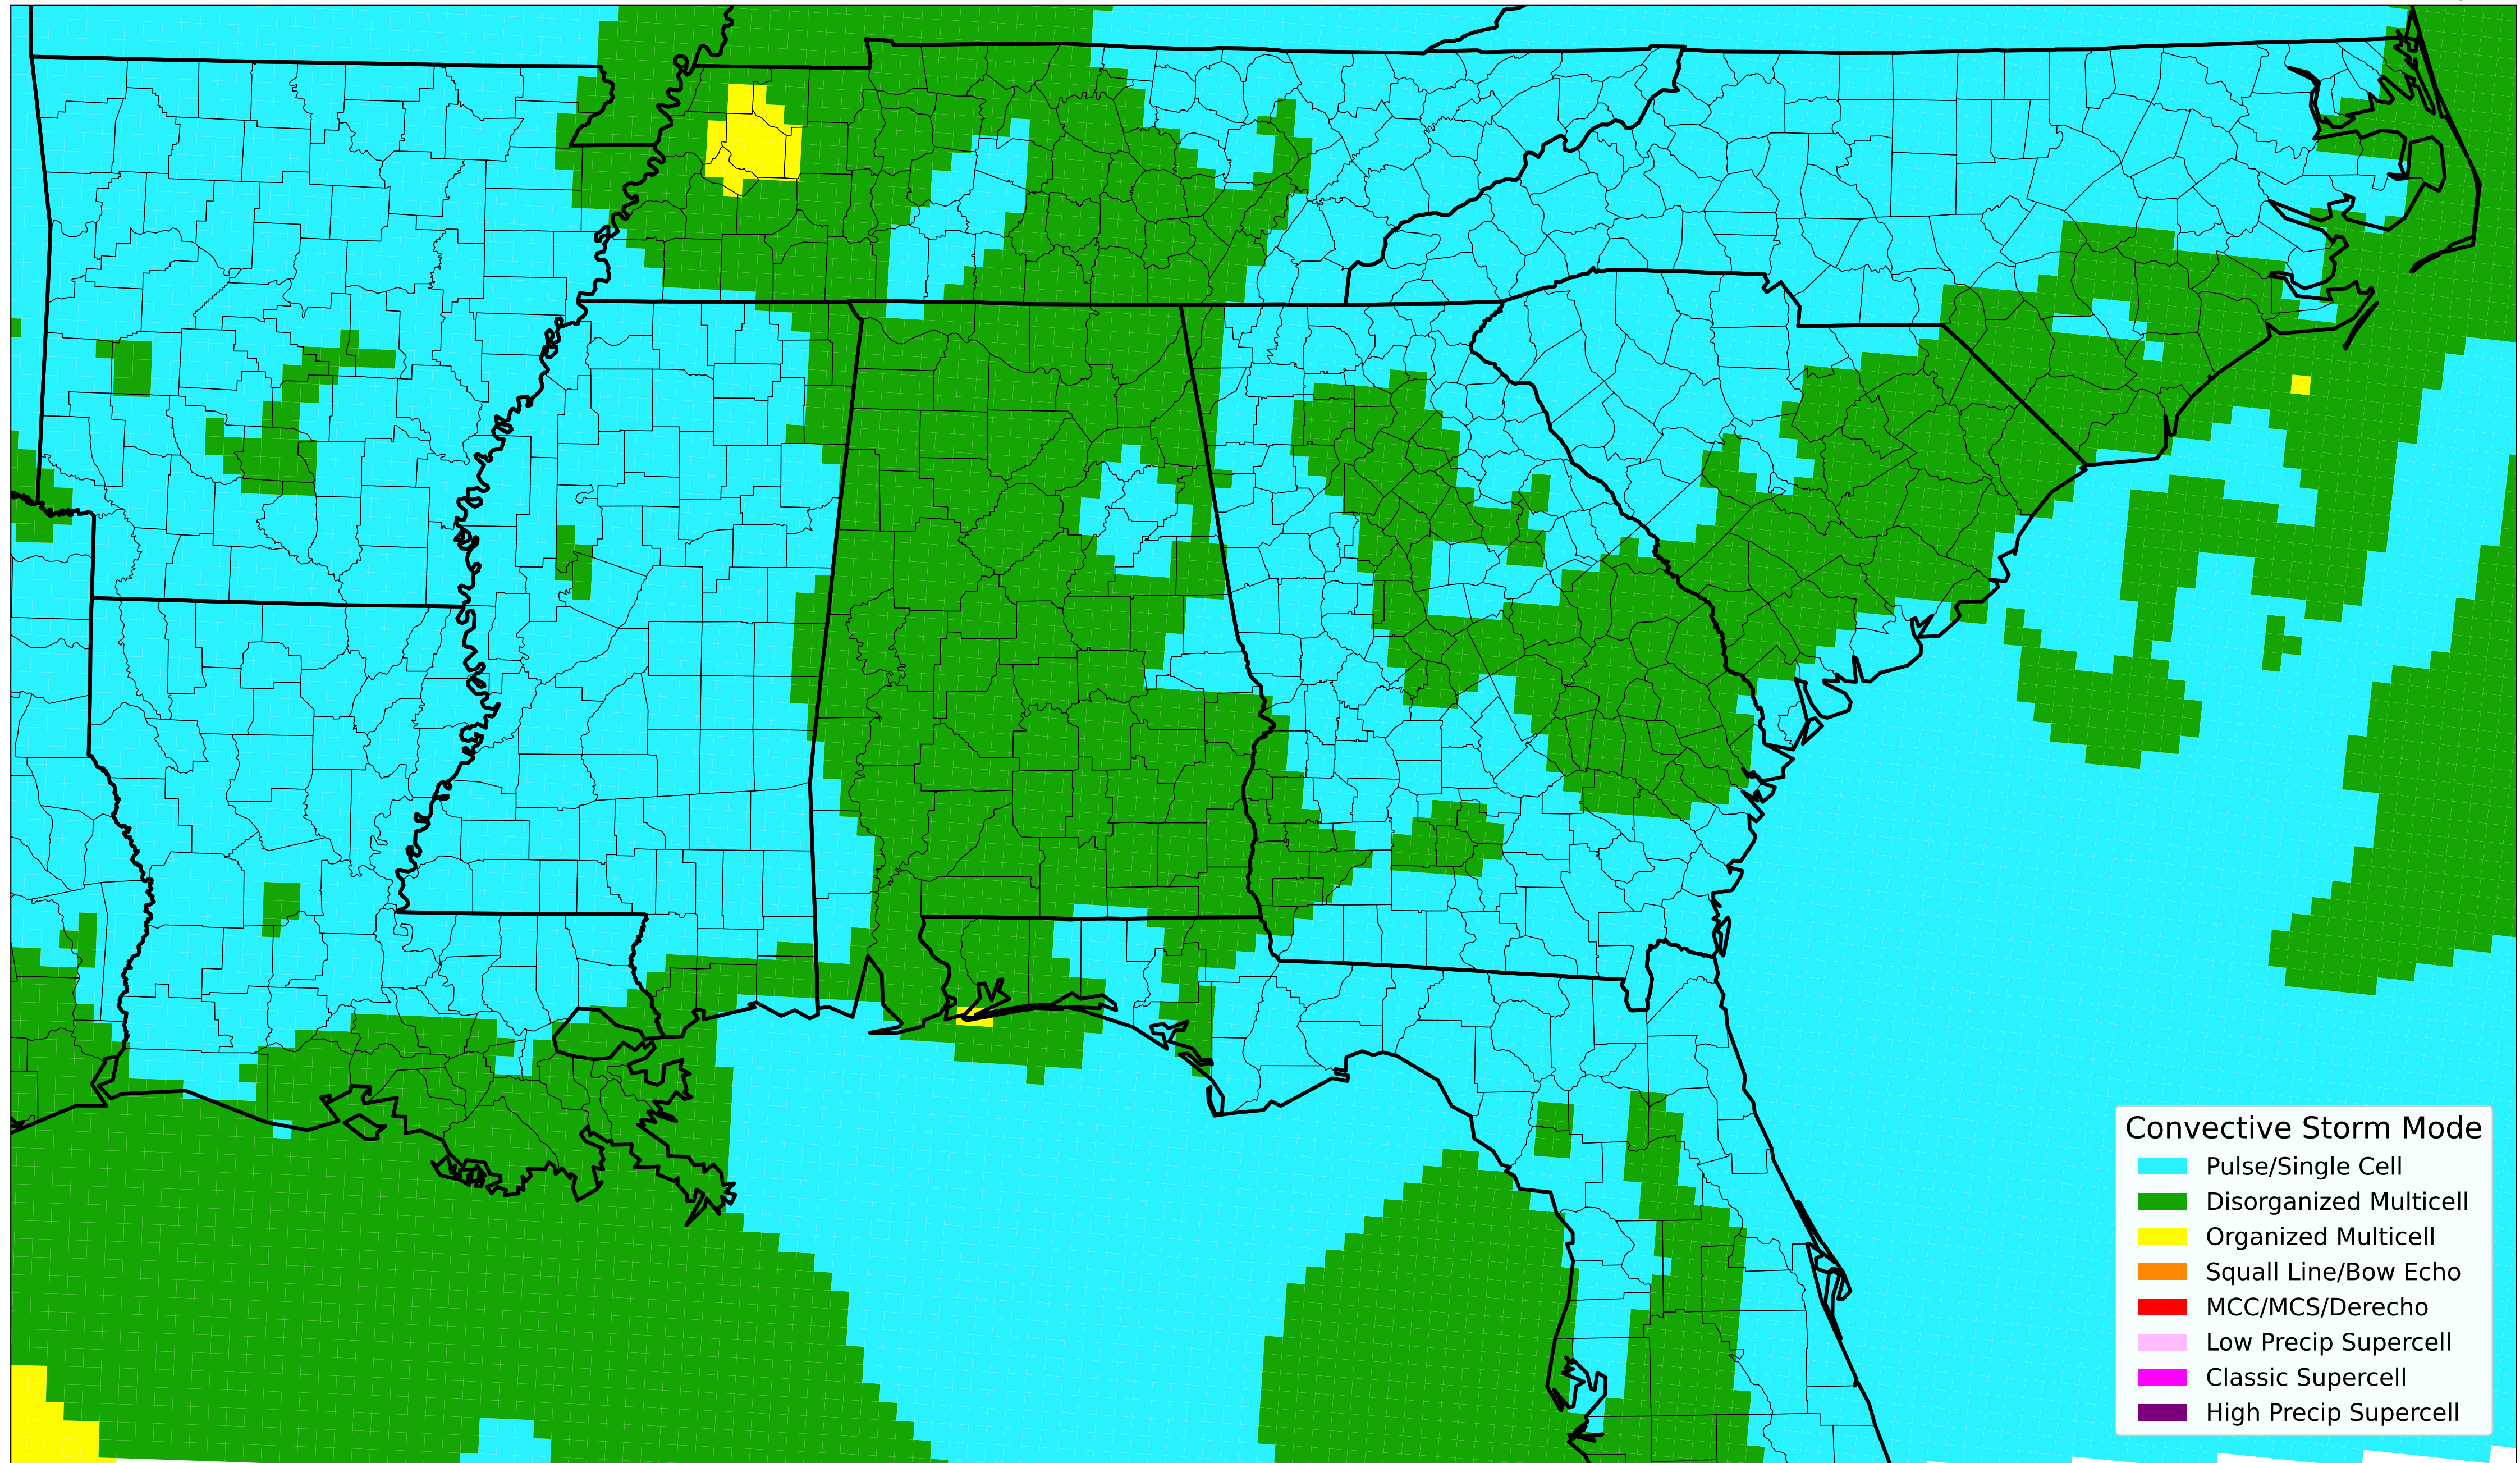 Convective Storm Mode
Pulse/Single Cell
Disorganized Multicell
Organized Multicell
Squall Line/Bow Echo
MCC/MCS/Derecho
Low Precip Supercell
Classic Supercell
High Precip Supercell